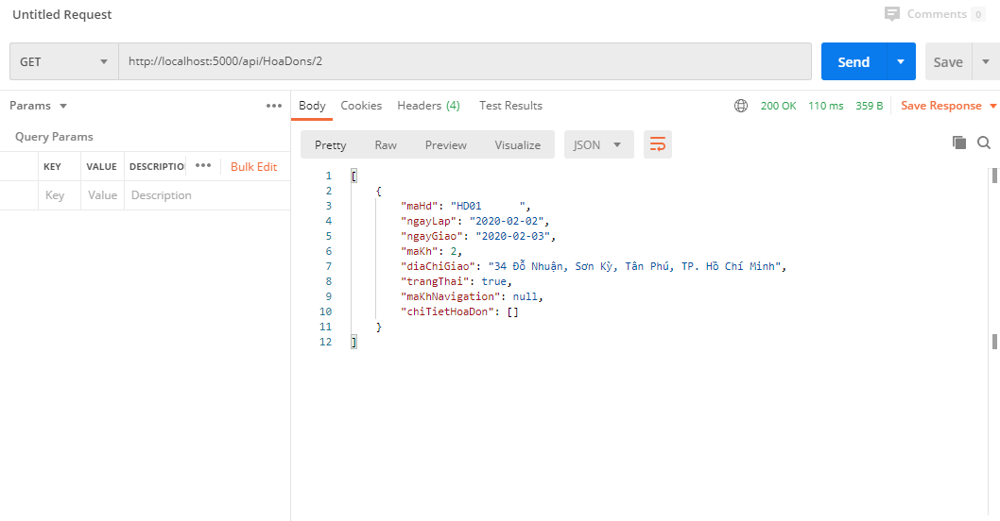 Untitled Request
Comments 0
GET http://localhost:5000/api/HoaDons/2 Send Save
Params ••• Body Cookies Headers (4) Test Results 200 OK 110 ms 359 B Save Response
Query Params
Pretty Raw Preview Visualize JSON
KEY VALUE DESCRIPTIO ••• Bulk Edit
Key Value Description
1 [
2 {
3 "maHd": "HD01      ",
4 "ngayLap": "2020-02-02",
5 "ngayGiao": "2020-02-03",
6 "maKh": 2,
7 "diaChiGiao": "34 Đỗ Nhuận, Sơn Kỳ, Tân Phú, TP. Hồ Chí Minh",
8 "trangThai": true,
9 "maKhNavigation": null,
10 "chiTietHoaDon": []
11 }
12 ]